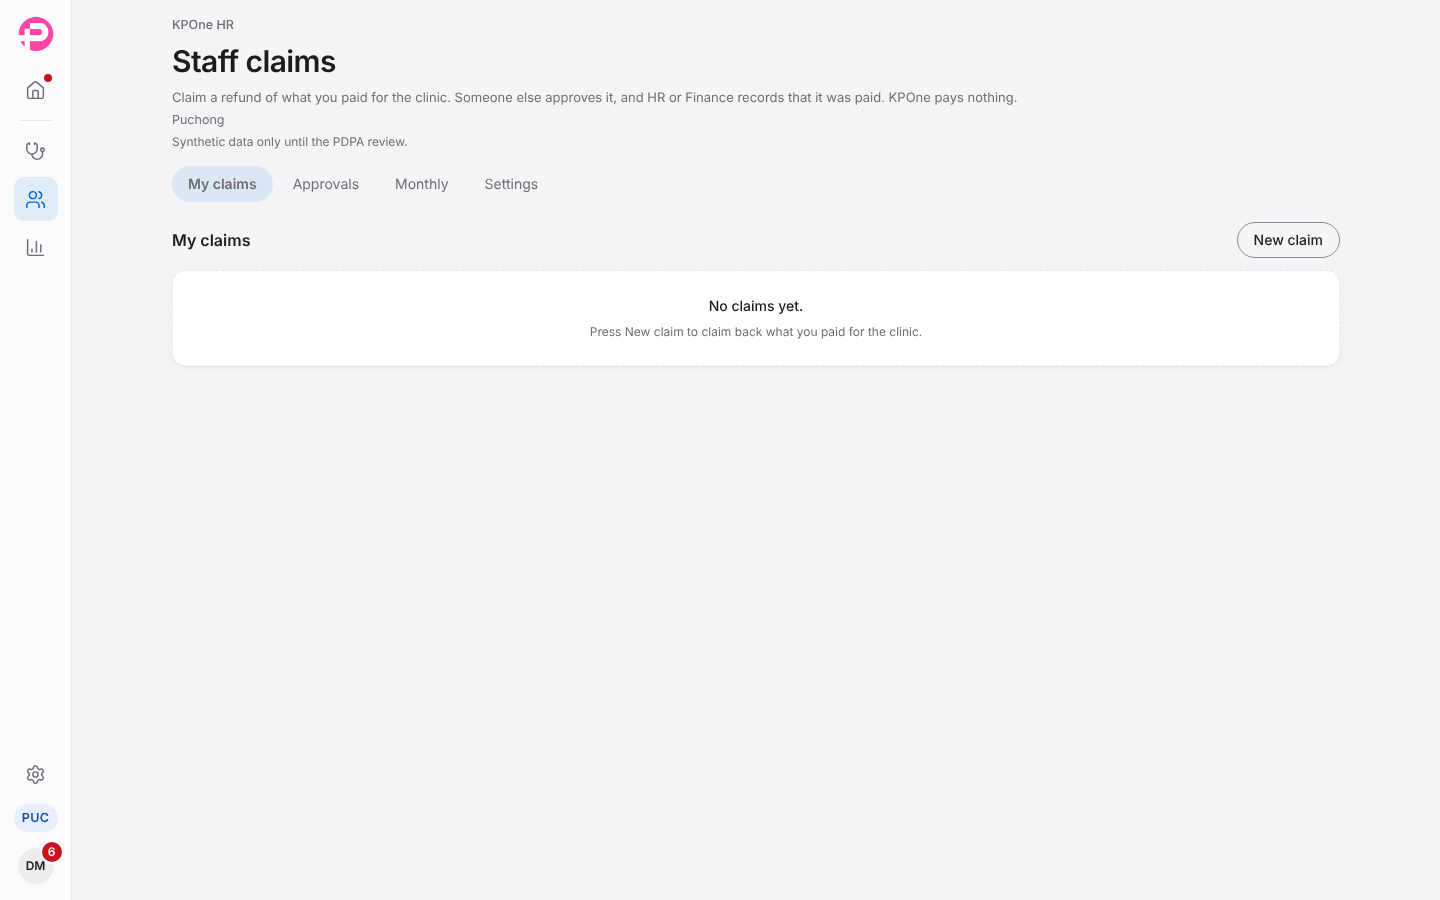 KPOne HR
Staff claims
Claim a refund of what you paid for the clinic. Someone else approves it, and HR or Finance records that it was paid. KPOne pays nothing.
Puchong
Synthetic data only until the PDPA review.
My claims
Approvals
Monthly
Settings
My claims
New claim
No claims yet.
Press New claim to claim back what you paid for the clinic.
PUC
6
DM